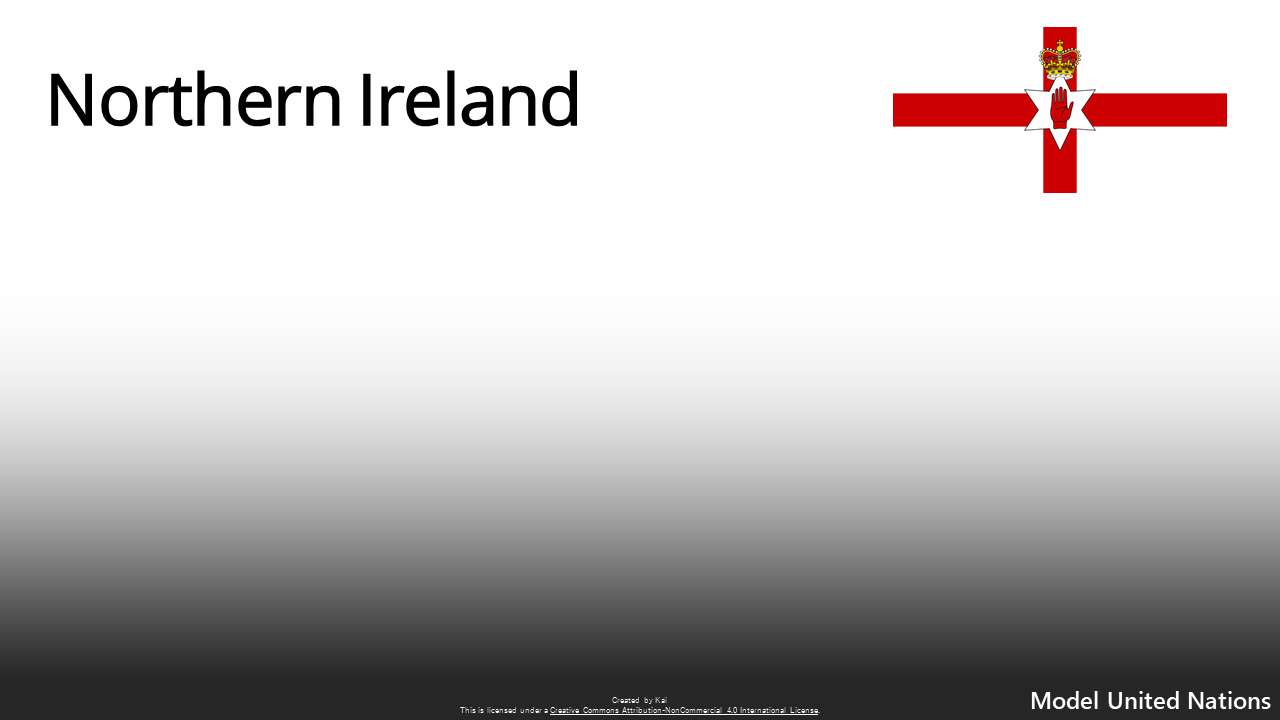 Northern Ireland
Created by Kai
This is licensed under a Creative Commons Attribution-NonCommercial 4.0 International License.
Model United Nations